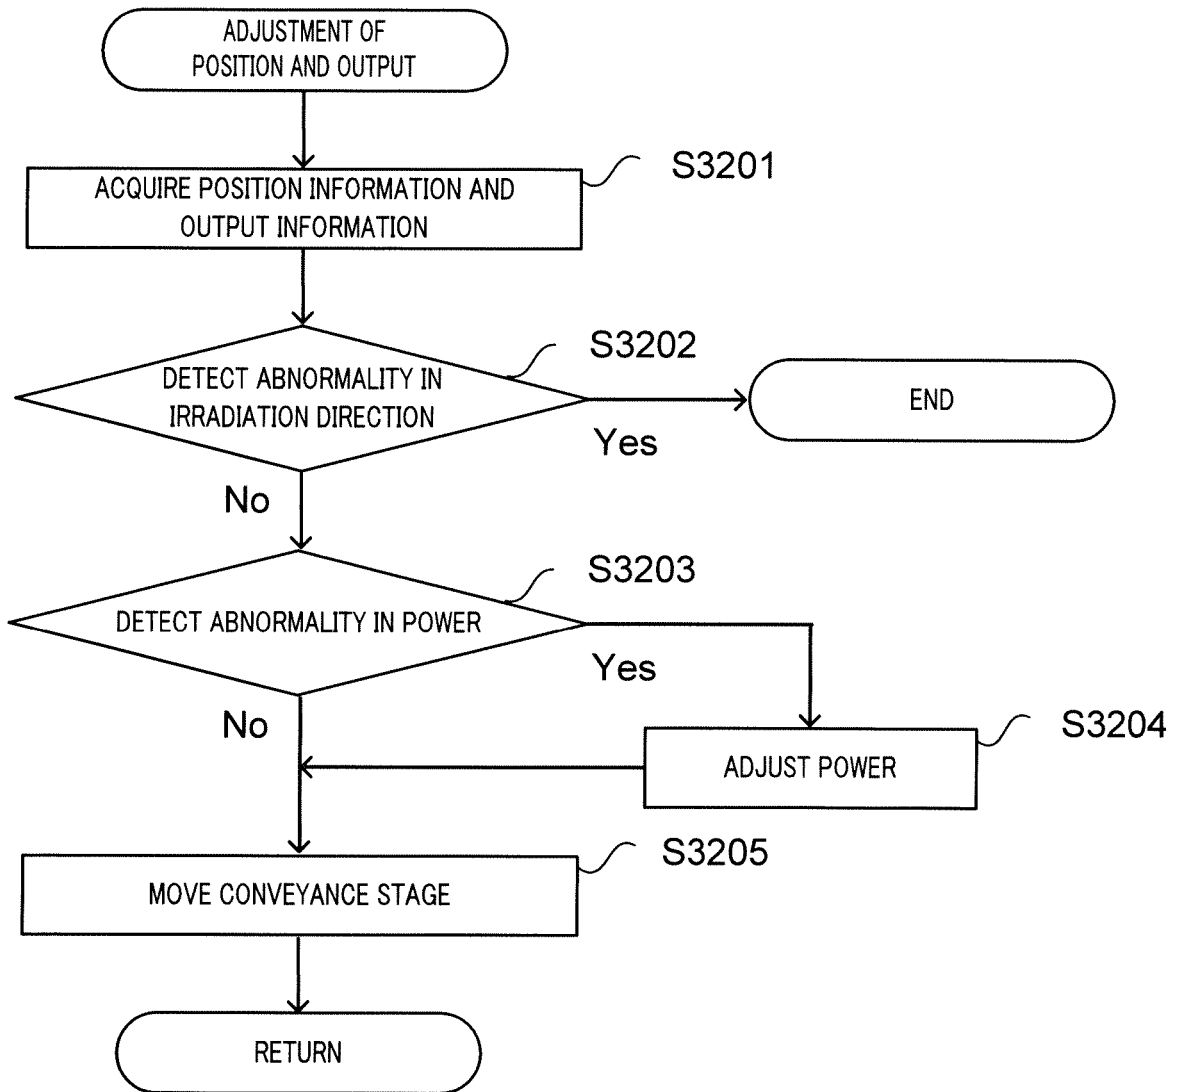 ADJUSTMENT OF
POSITION AND OUTPUT
S3201
ACQUIRE POSITION INFORMATION AND
OUTPUT INFORMATION
S3202
DETECT ABNORMALITY IN
IRRADIATION DIRECTION
END
Yes
No
S3203
DETECT ABNORMALITY IN POWER
Yes
No
S3204
ADJUST POWER
S3205
MOVE CONVEYANCE STAGE
RETURN